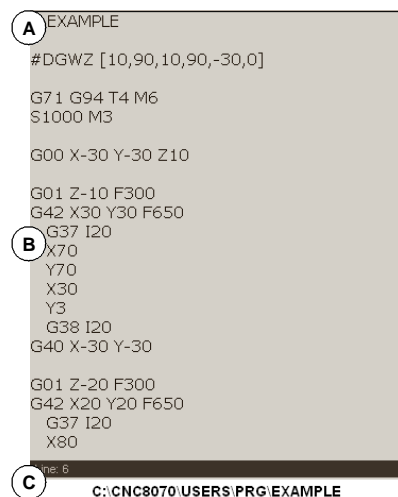 A
EXAMPLE
#DGWZ [10,90,10,90,-30,0]
G71 G94 T4 M6
S1000 M3
G00 X-30 Y-30 Z10
G01 Z-10 F300
G42 X30 Y30 F650
G37 I20
B
X70
Y70
X30
Y3
G38 I20
G40 X-30 Y-30
G01 Z-20 F300
G42 X20 Y20 F650
G37 I20
X80
C
Line: 6
C:\CNC8070\USERS\PRG\EXAMPLE